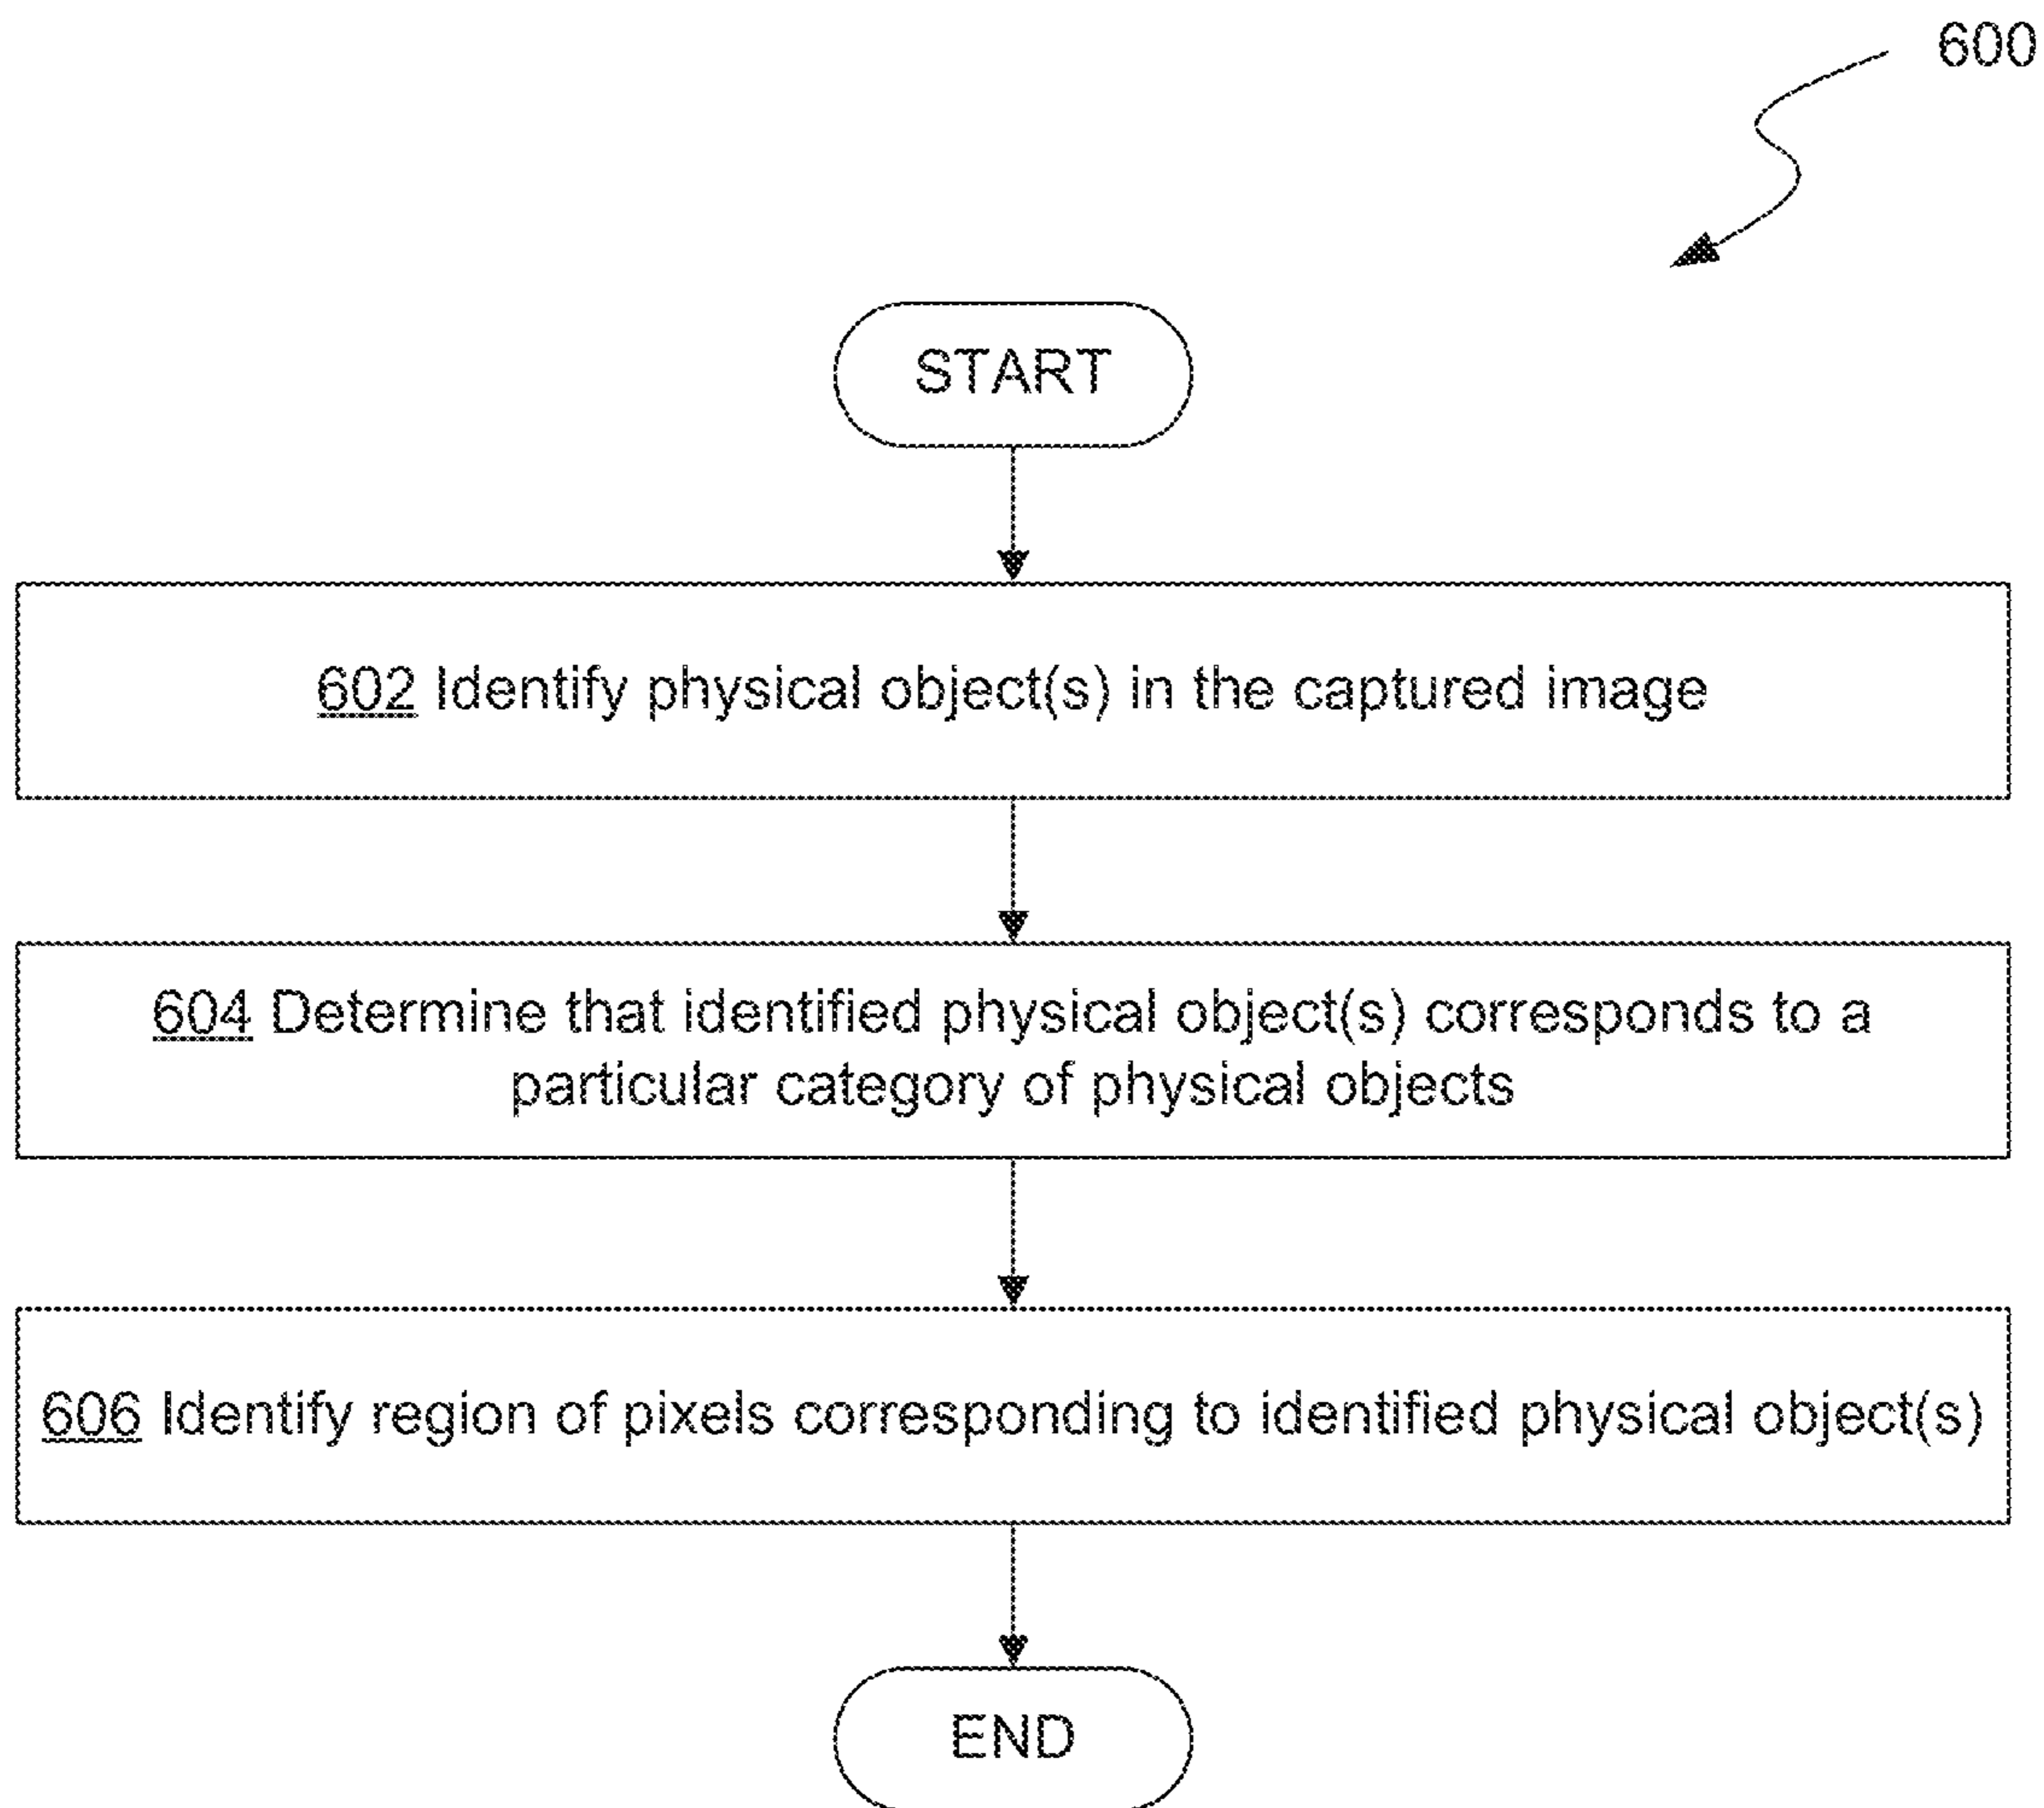 600
START
602 Identify physical object(s) in the captured image
604 Determine that identified physical object(s) corresponds to a
particular category of physical objects
606 Identify region of pixels corresponding to identified physical object(s)
END